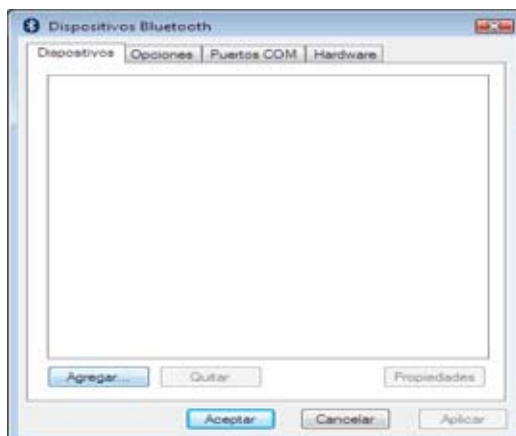 Dispositivos Bluetooth
Dispositivos Opciones Puertos COM Hardware
Agregar... Quitar Propiedades
Aceptar Cancelar Aplicar